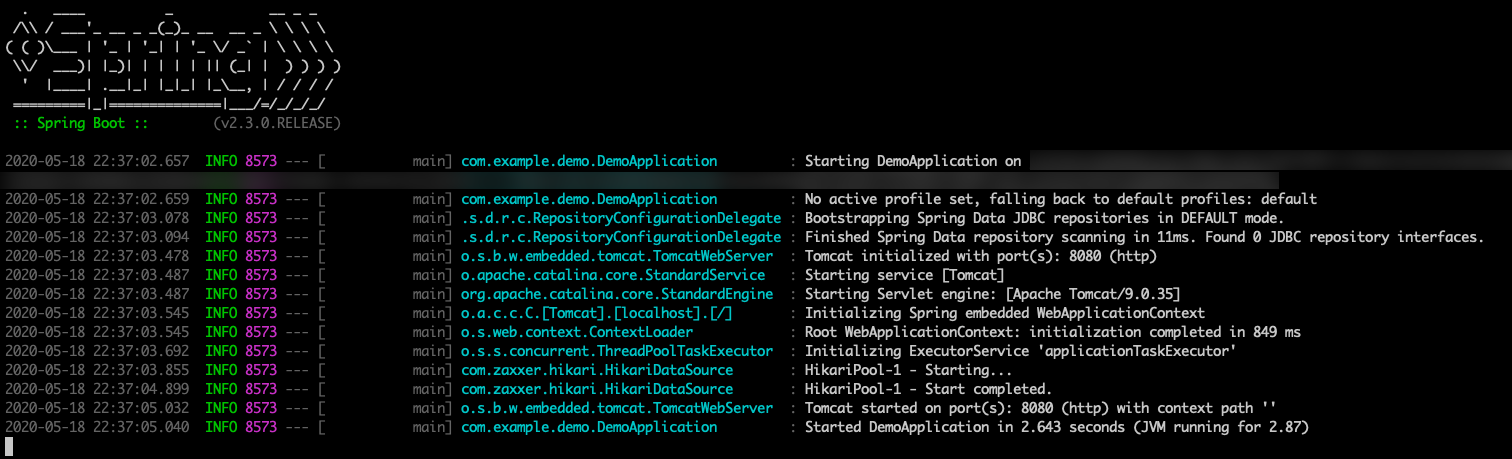 .   ____          _            __ _ _
 /\\ / ___'_ __ _ _(_)_ __  __ _ \ \ \ \
( ( )\___ | '_ | '_| | '_ \/ _` | \ \ \ \
 \\/  ___)| |_)| | | | | || (_| |  ) ) ) )
  '  |____| .__|_| |_|_| |_\__, | / / / /
 =========|_|==============|___/=/_/_/_/
 :: Spring Boot ::        (v2.3.0.RELEASE)
2020-05-18 22:37:02.657  INFO 8573 --- [           main] com.example.demo.DemoApplication         : Starting DemoApplication on
2020-05-18 22:37:02.659  INFO 8573 --- [           main] com.example.demo.DemoApplication         : No active profile set, falling back to default profiles: default
2020-05-18 22:37:03.078  INFO 8573 --- [           main] .s.d.r.c.RepositoryConfigurationDelegate : Bootstrapping Spring Data JDBC repositories in DEFAULT mode.
2020-05-18 22:37:03.094  INFO 8573 --- [           main] .s.d.r.c.RepositoryConfigurationDelegate : Finished Spring Data repository scanning in 11ms. Found 0 JDBC repository interfaces.
2020-05-18 22:37:03.478  INFO 8573 --- [           main] o.s.b.w.embedded.tomcat.TomcatWebServer  : Tomcat initialized with port(s): 8080 (http)
2020-05-18 22:37:03.487  INFO 8573 --- [           main] o.apache.catalina.core.StandardService   : Starting service [Tomcat]
2020-05-18 22:37:03.487  INFO 8573 --- [           main] org.apache.catalina.core.StandardEngine  : Starting Servlet engine: [Apache Tomcat/9.0.35]
2020-05-18 22:37:03.545  INFO 8573 --- [           main] o.a.c.c.C.[Tomcat].[localhost].[/]       : Initializing Spring embedded WebApplicationContext
2020-05-18 22:37:03.545  INFO 8573 --- [           main] o.s.web.context.ContextLoader            : Root WebApplicationContext: initialization completed in 849 ms
2020-05-18 22:37:03.692  INFO 8573 --- [           main] o.s.s.concurrent.ThreadPoolTaskExecutor  : Initializing ExecutorService 'applicationTaskExecutor'
2020-05-18 22:37:03.855  INFO 8573 --- [           main] com.zaxxer.hikari.HikariDataSource       : HikariPool-1 - Starting...
2020-05-18 22:37:04.899  INFO 8573 --- [           main] com.zaxxer.hikari.HikariDataSource       : HikariPool-1 - Start completed.
2020-05-18 22:37:05.032  INFO 8573 --- [           main] o.s.b.w.embedded.tomcat.TomcatWebServer  : Tomcat started on port(s): 8080 (http) with context path ''
2020-05-18 22:37:05.040  INFO 8573 --- [           main] com.example.demo.DemoApplication         : Started DemoApplication in 2.643 seconds (JVM running for 2.87)